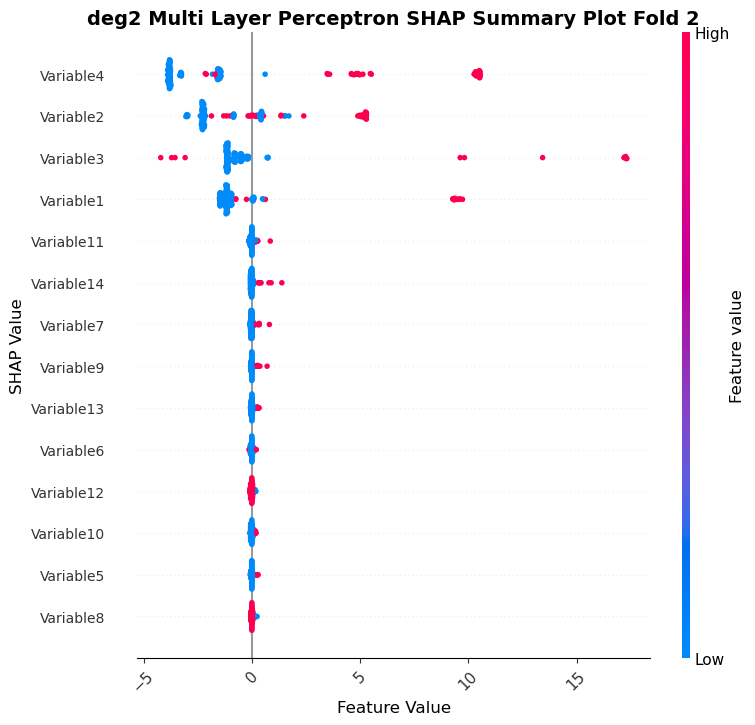 deg2 Multi Layer Perceptron SHAP Summary Plot Fold 2
High
Variable4
Variable2
Variable3
Variable1
Variable11
Variable14
Variable7
Variable9
Variable13
Variable6
Variable12
Variable10
Variable5
Variable8
SHAP Value
Feature value
Low
−5
0
5
10
15
Feature Value